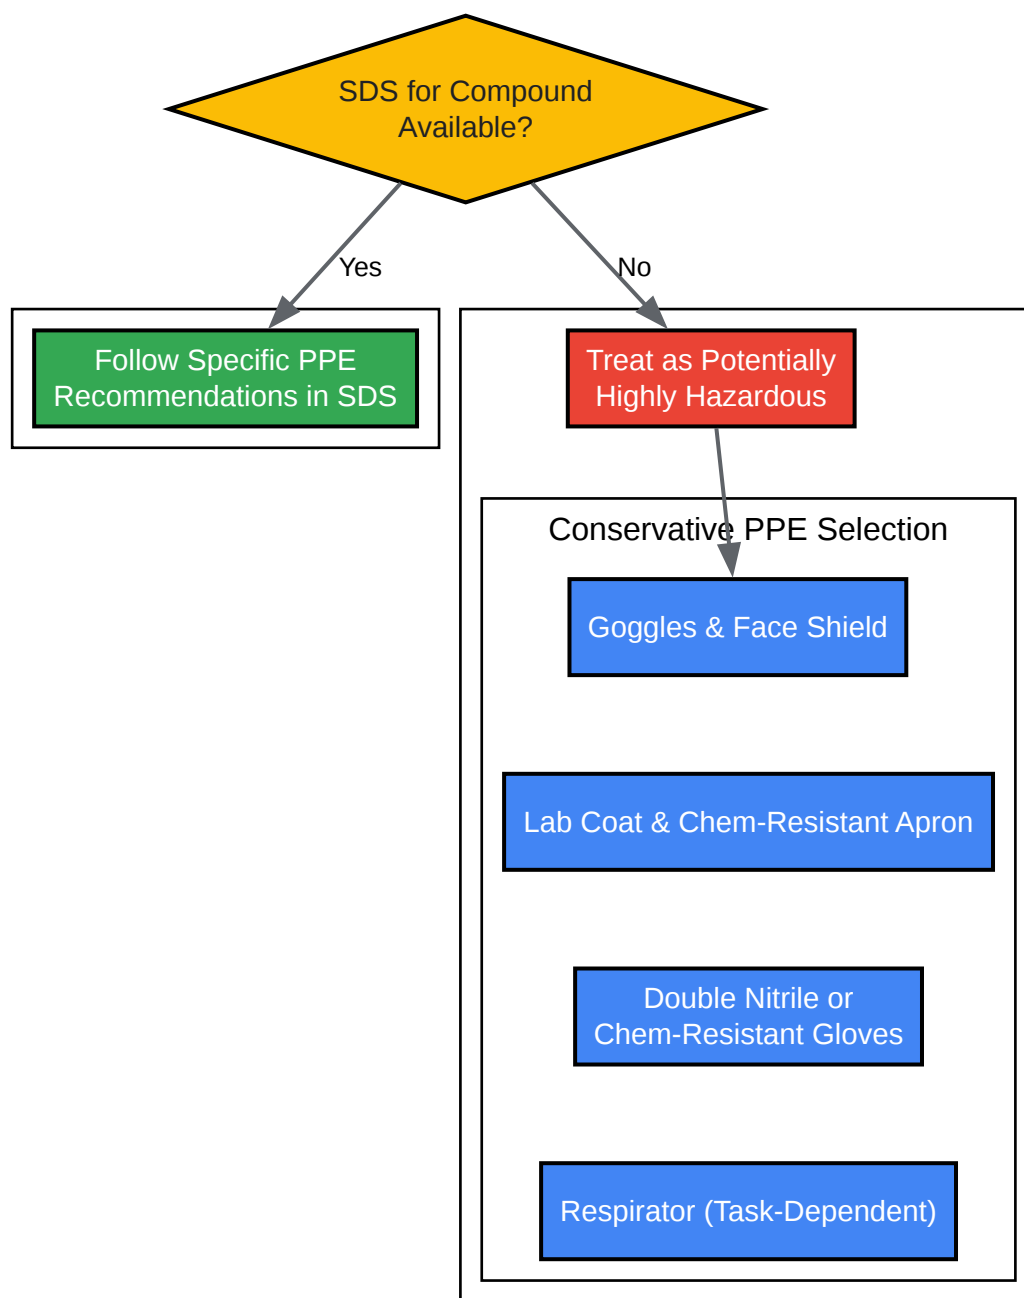 SDS for Compound
Available?
Yes
No
Follow Specific PPE
Recommendations in SDS
Treat as Potentially
Highly Hazardous
Conservative PPE Selection
Goggles & Face Shield
Lab Coat & Chem-Resistant Apron
Double Nitrile or
Chem-Resistant Gloves
Respirator (Task-Dependent)